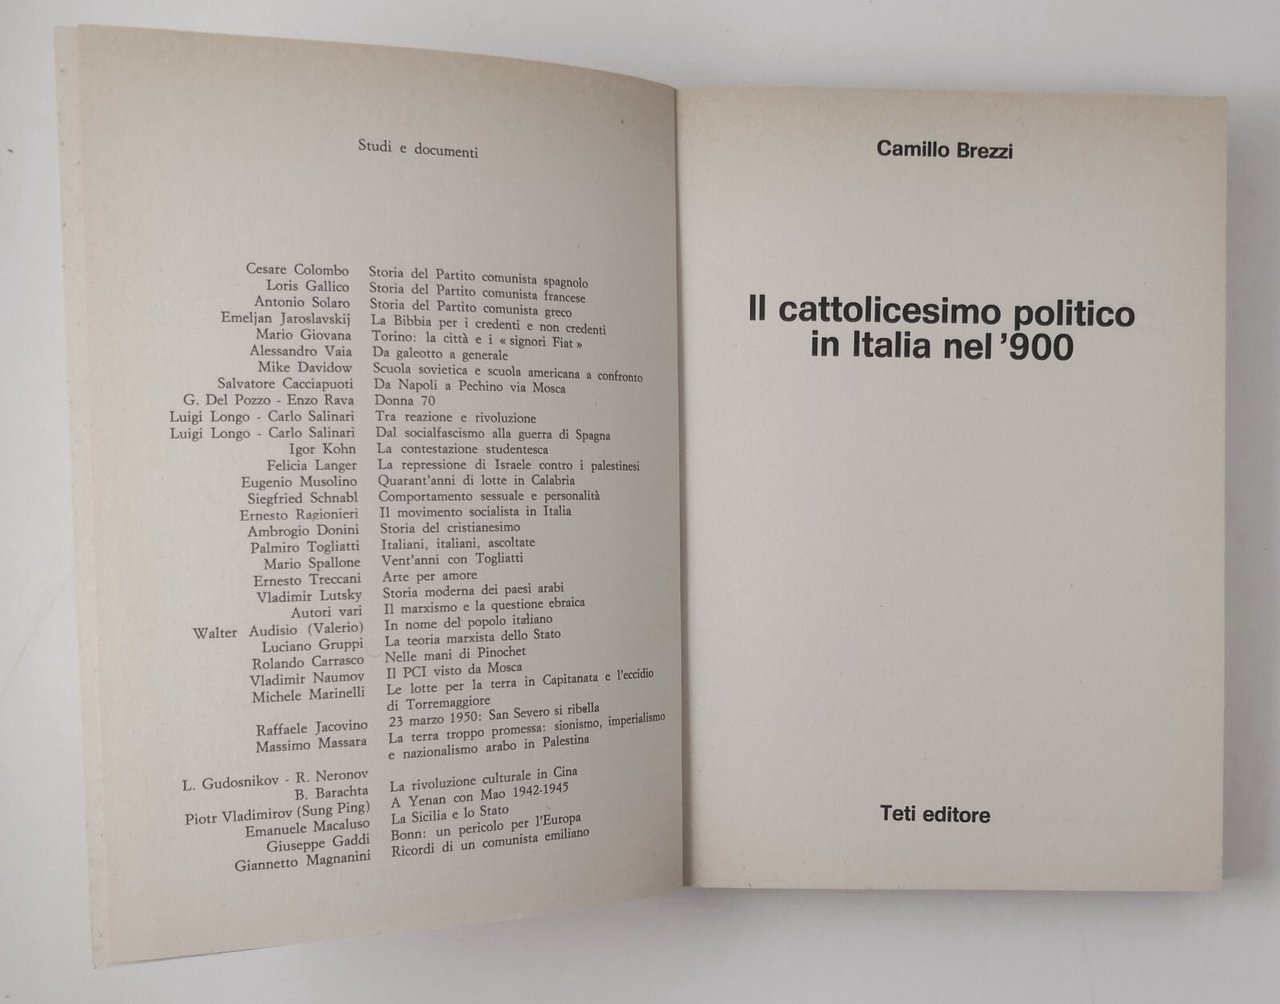 Studi e documenti
Cesare Colombo Storia del Partito comunista spagnolo
Loris Gallico Storia del Partito comunista francese
Antonio Solaro Storia del Partito comunista greco
Emeljan Jaroslavskij La Bibbia per i credenti e non credenti
Mario Giovana Torino: la città e i « signori Fiat »
Alessandro Vaia Da galeotto a generale
Mike Davidow Scuola sovietica e scuola americana a confronto
Salvatore Cacciapuoti Da Napoli a Pechino via Mosca
G. Del Pozzo - Enzo Rava Donna 70
Luigi Longo - Carlo Salinari Tra reazione e rivoluzione
Luigi Longo - Carlo Salinari Dal socialfascismo alla guerra di Spagna
Igor Kohn La contestazione studentesca
Felicia Langer La repressione di Israele contro i palestinesi
Eugenio Musolino Quarant'anni di lotte in Calabria
Siegfried Schnabl Comportamento sessuale e personalità
Ernesto Ragionieri Il movimento socialista in Italia
Ambrogio Donini Storia del cristianesimo
Palmiro Togliatti Italiani, italiani, ascoltate
Mario Spallone Vent'anni con Togliatti
Ernesto Treccani Arte per amore
Vladimir Lutsky Storia moderna dei paesi arabi
Autori vari Il marxismo e la questione ebraica
Walter Audisio (Valerio) In nome del popolo italiano
Luciano Gruppi La teoria marxista dello Stato
Rolando Carrasco Nelle mani di Pinochet
Vladimir Naumov Il PCI visto da Mosca
Michele Marinelli Le lotte per la terra in Capitanata e l'eccidio
di Torremaggiore
Raffaele Jacovino 23 marzo 1950: San Severo si ribella
Massimo Massara La terra troppo promessa: sionismo, imperialismo
e nazionalismo arabo in Palestina
L. Gudosnikov - R. Neronov
B. Barachta La rivoluzione culturale in Cina
Piotr Vladimirov (Sung Ping) A Yenan con Mao 1942-1945
Emanuele Macaluso La Sicilia e lo Stato
Giuseppe Gaddi Bonn: un pericolo per l'Europa
Giannetto Magnanini Ricordi di un comunista emiliano
Camillo Brezzi
Il cattolicesimo politico
in Italia nel '900
Teti editore